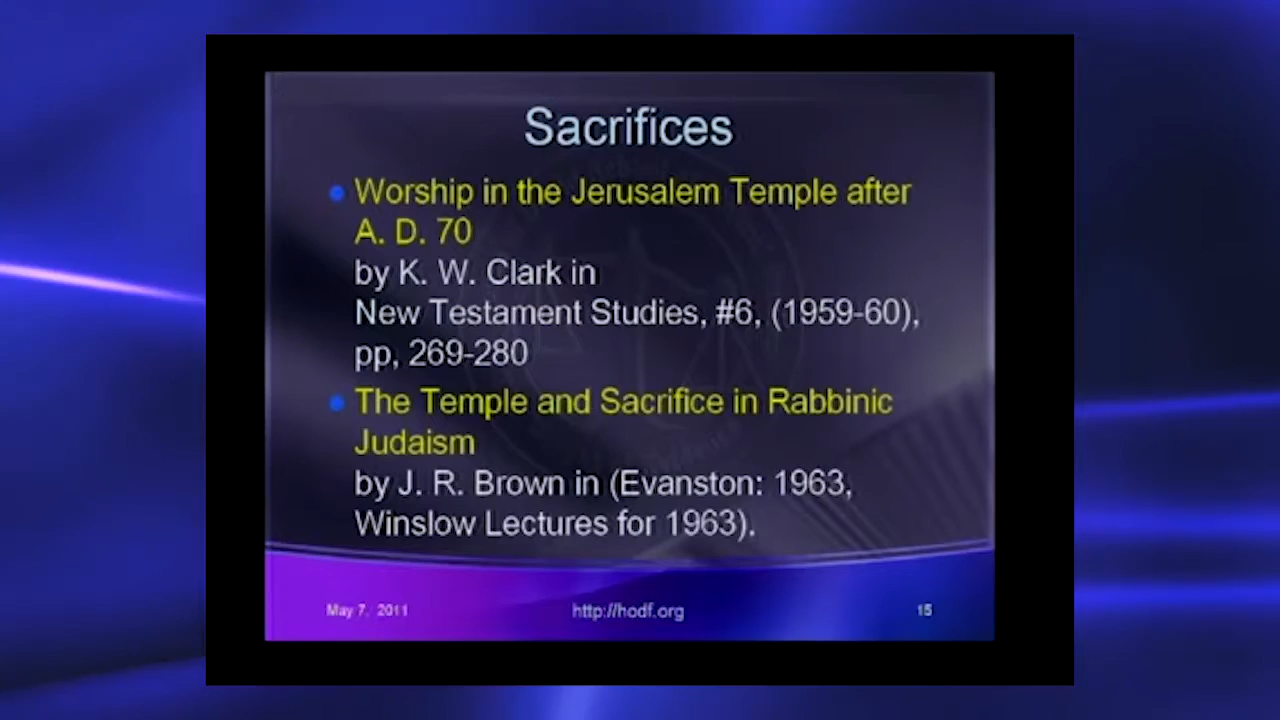 Sacrifices
Worship in the Jerusalem Temple after
A. D. 70
by K. W. Clark in
New Testament Studies, #6, (1959-60),
pp, 269-280
The Temple and Sacrifice in Rabbinic
Judaism
by J. R. Brown in (Evanston: 1963,
Winslow Lectures for 1963).
May 7, 2011
http://hodf.org
15